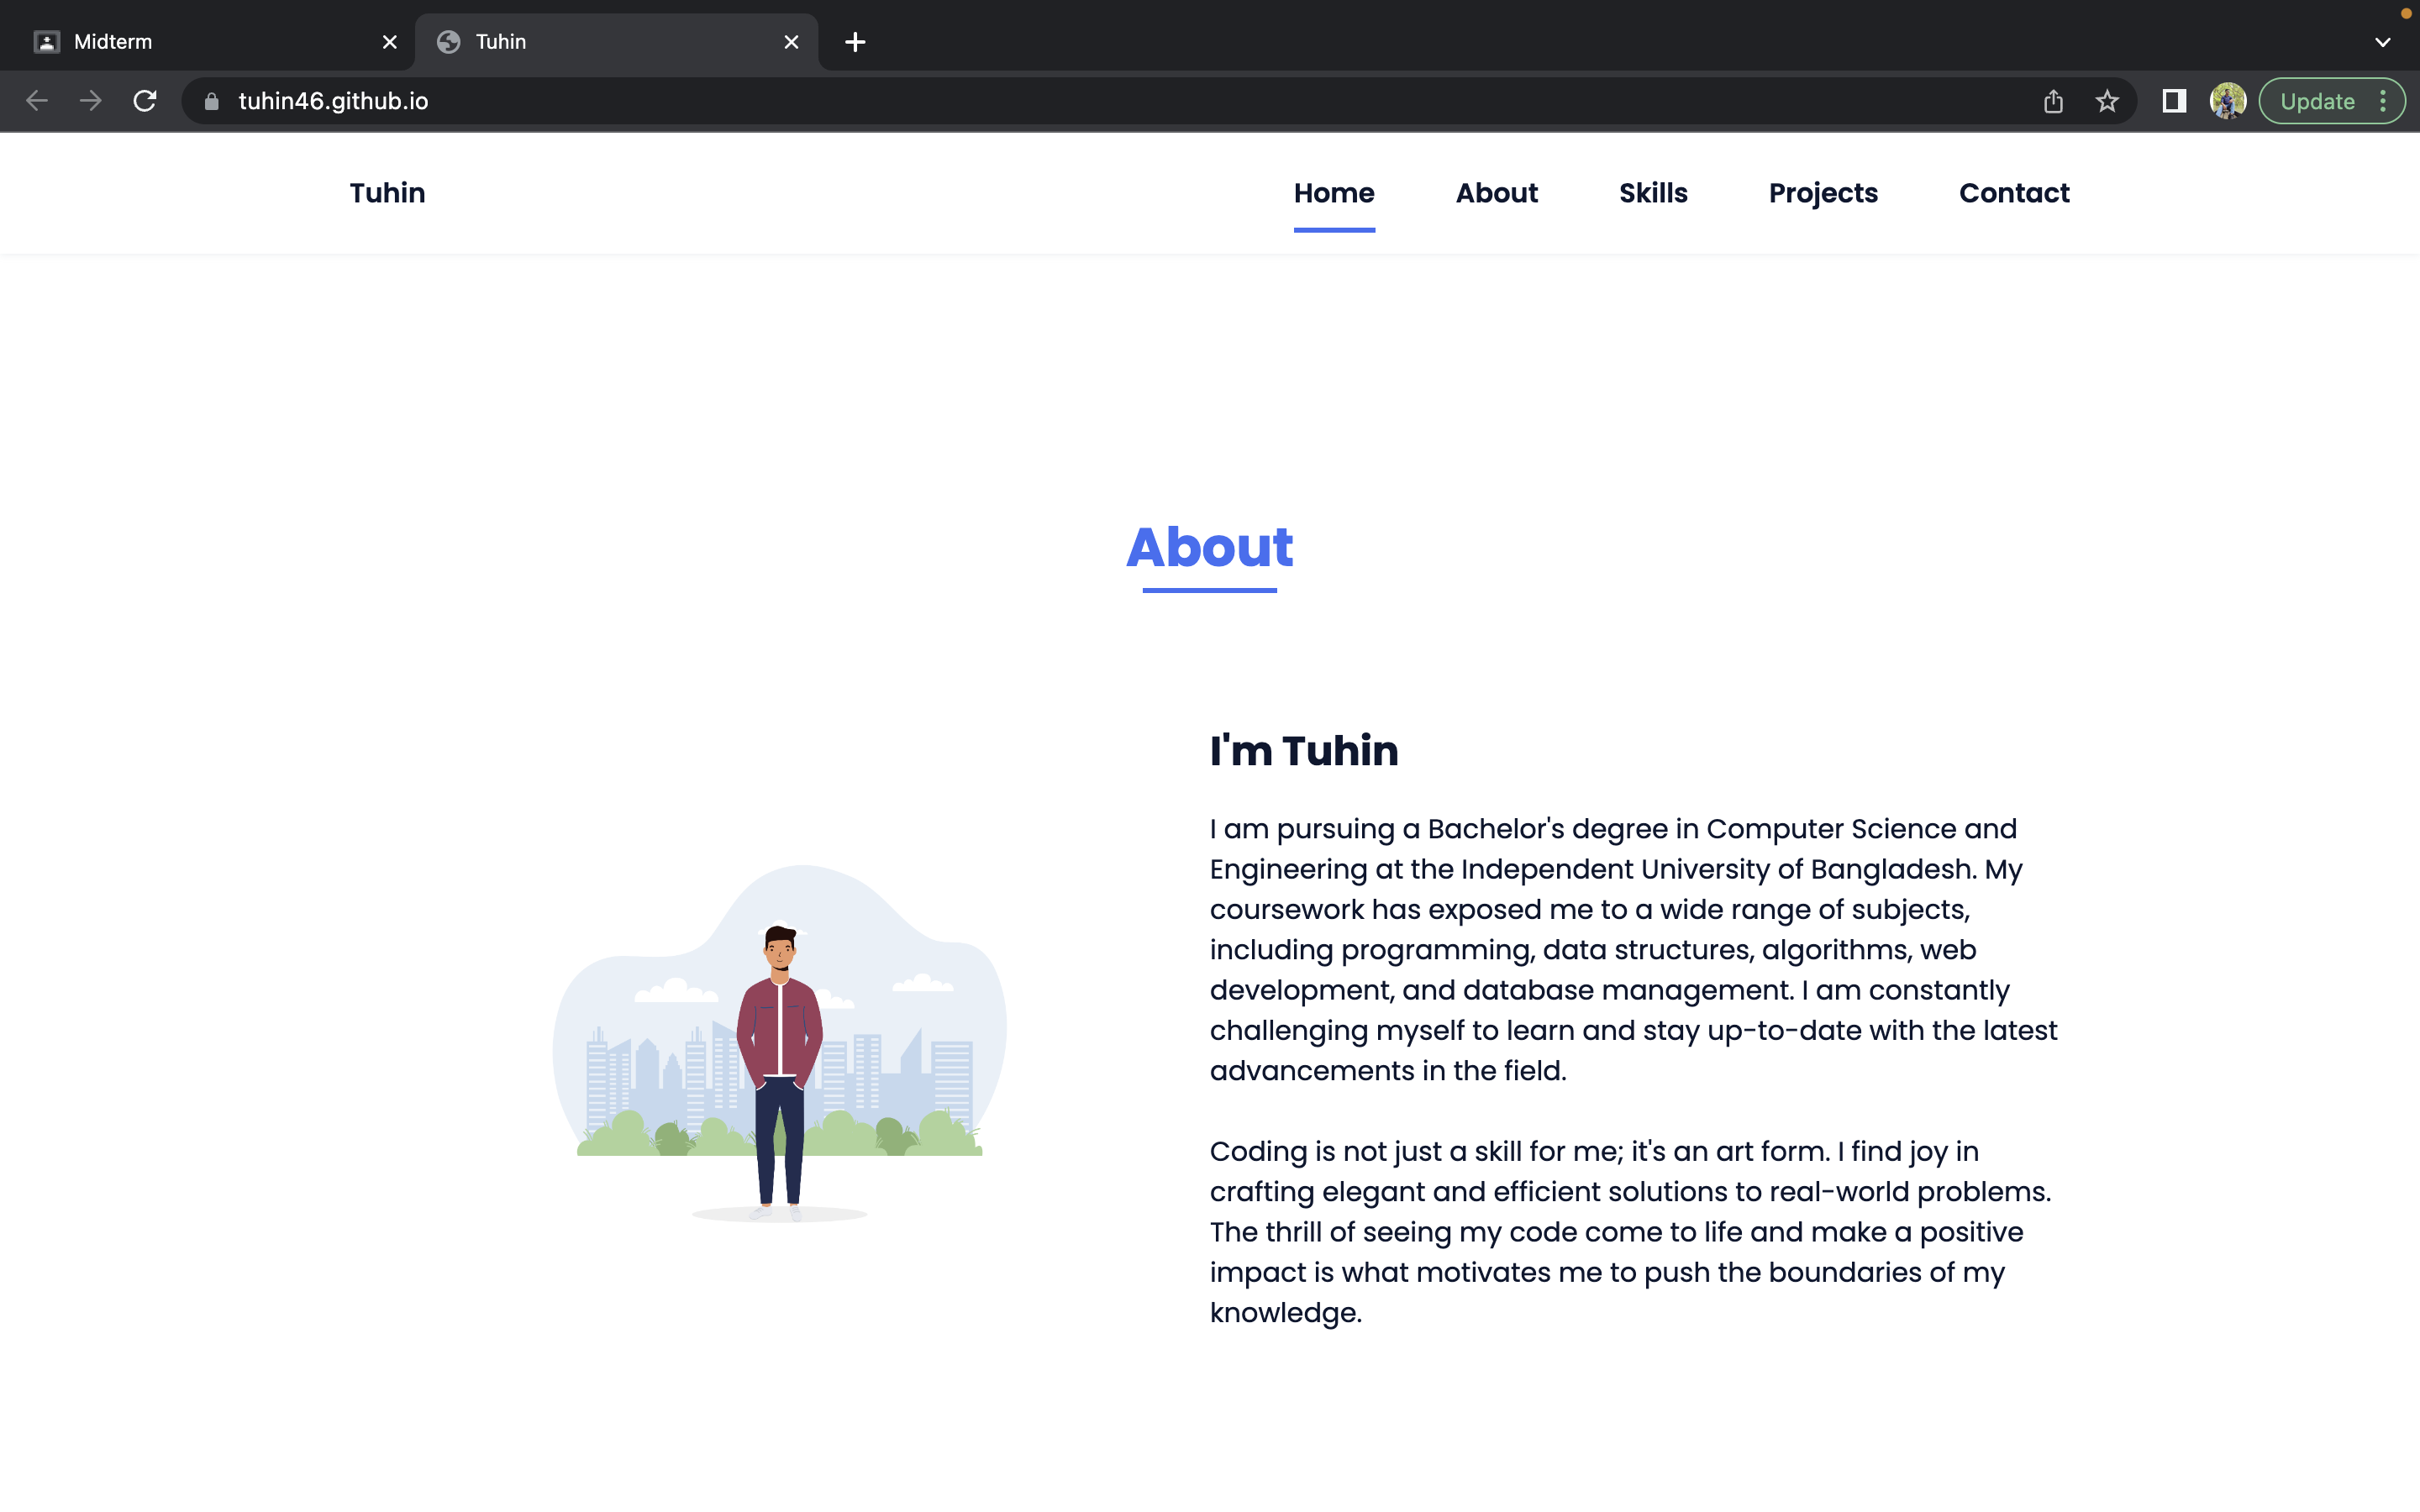 Midterm
Tuhin
tuhin46.github.io
Update
Tuhin
Home
About
Skills
Projects
Contact
About
I'm Tuhin
I am pursuing a Bachelor's degree in Computer Science and
Engineering at the Independent University of Bangladesh. My
coursework has exposed me to a wide range of subjects,
including programming, data structures, algorithms, web
development, and database management. I am constantly
challenging myself to learn and stay up-to-date with the latest
advancements in the field.
Coding is not just a skill for me; it's an art form. I find joy in
crafting elegant and efficient solutions to real-world problems.
The thrill of seeing my code come to life and make a positive
impact is what motivates me to push the boundaries of my
knowledge.